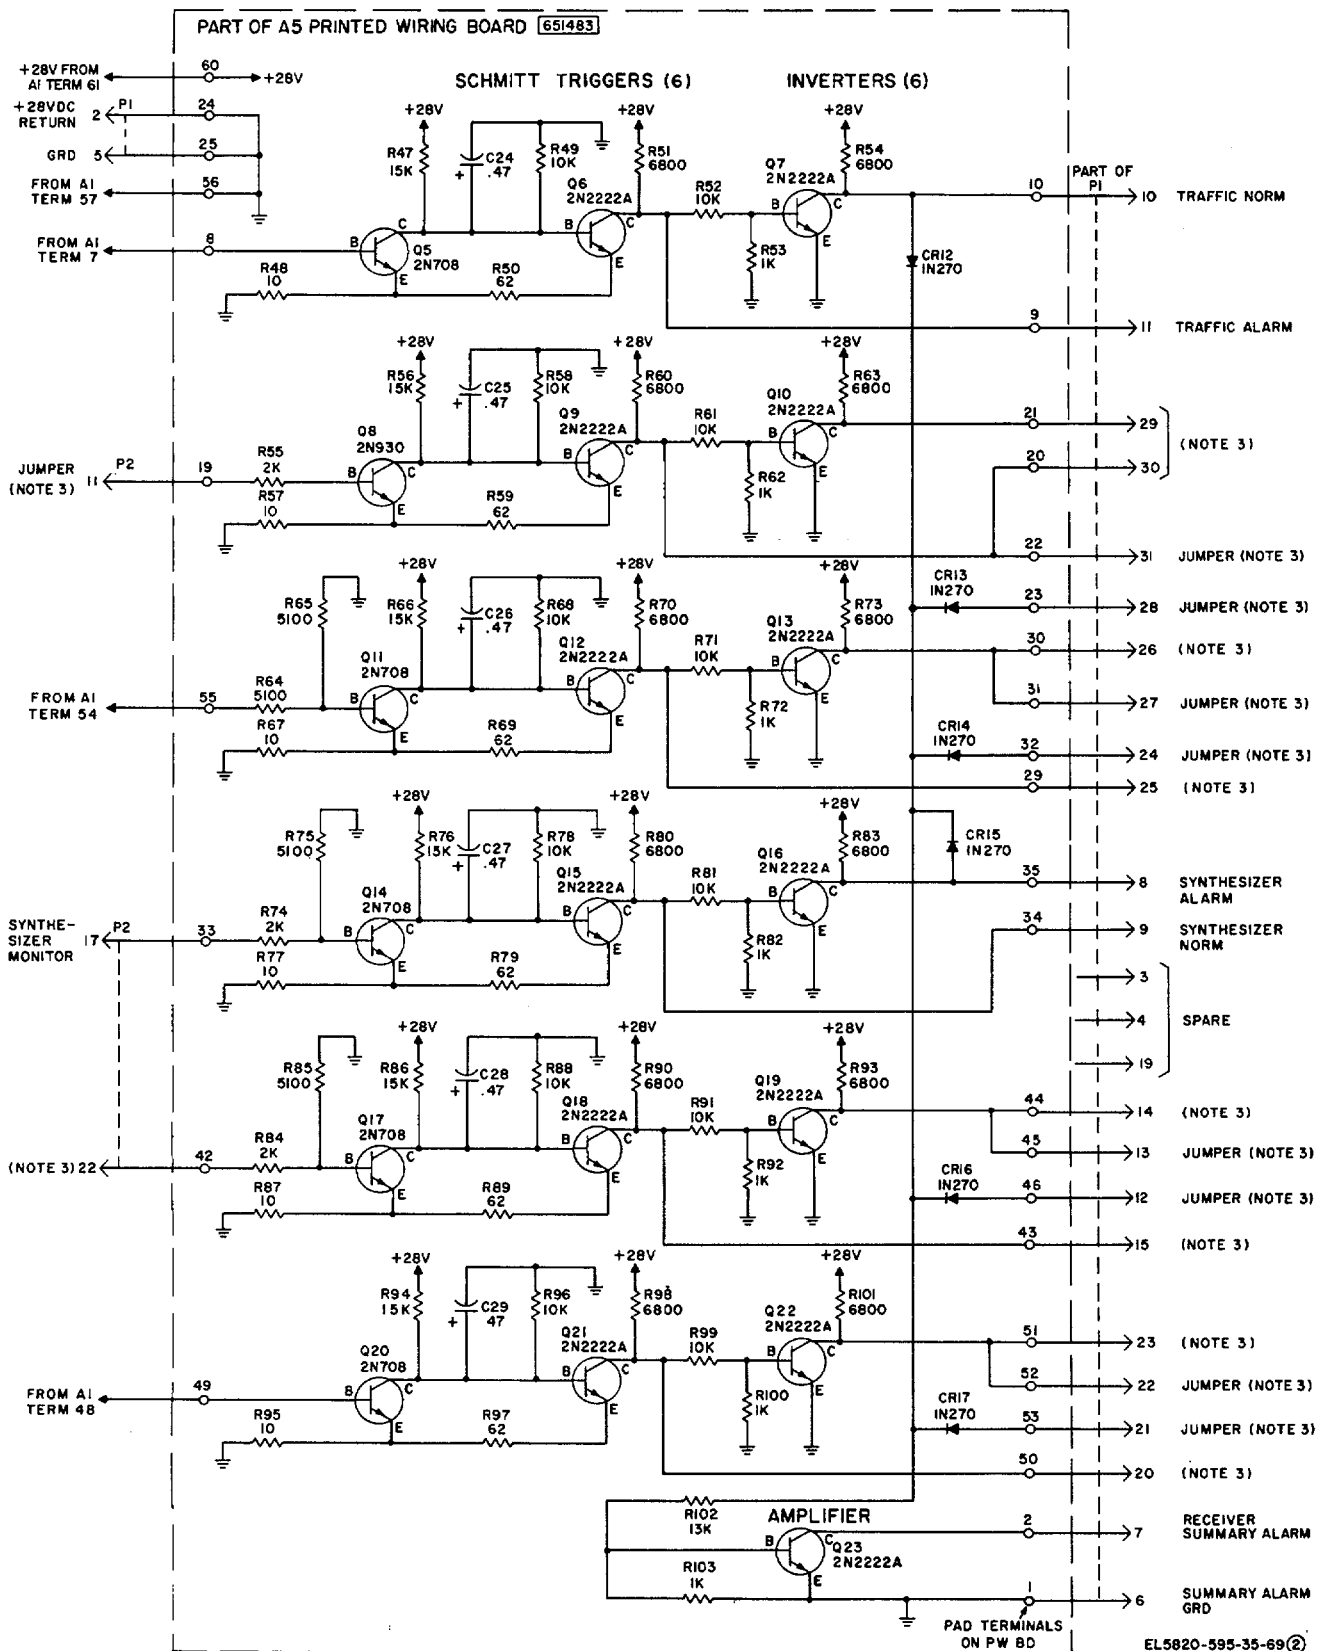 PART OF A5 PRINTED WIRING BOARD 651483
+28V FROM
A1 TERM 61
60
+28V
SCHMITT TRIGGERS (6)
INVERTERS (6)
+28VDC
RETURN
2
P1
24
GRD
5
25
FROM A1
TERM 57
56
FROM A1
TERM 7
8
+28V
R47
15K
C24
.47
+
R49
10K
+28V
R51
6800
+28V
R54
6800
Q6
2N2222A
R52
10K
Q7
2N2222A
B
C
E
Q5
2N708
B
C
E
R53
1K
B
C
E
R48
10
R50
62
CR12
1N270
10
PART OF
P1
10 TRAFFIC NORM
9
11 TRAFFIC ALARM
+28V
R56
15K
C25
.47
+
R58
10K
+28V
R60
6800
+28V
R63
6800
Q8
2N930
Q9
2N2222A
R61
10K
Q10
2N2222A
JUMPER
(NOTE 3)
11
P2
19
R55
2K
B
C
E
B
C
E
R62
1K
B
C
E
R57
10
R59
62
21
29
20
30
(NOTE 3)
22
31 JUMPER (NOTE 3)
CR13
1N270
23
28 JUMPER (NOTE 3)
R65
5100
+28V
R66
15K
C26
.47
+
R68
10K
+28V
R70
6800
+28V
R73
6800
Q11
2N708
Q12
2N2222A
R71
10K
Q13
2N2222A
FROM A1
TERM 54
55
R64
5100
B
C
E
B
C
E
R72
1K
B
C
E
R67
10
R69
62
30
26 (NOTE 3)
31
27 JUMPER (NOTE 3)
CR14
1N270
32
24 JUMPER (NOTE 3)
29
25 (NOTE 3)
R75
5100
+28V
R76
15K
C27
.47
+
R78
10K
+28V
R80
6800
+28V
R83
6800
CR15
1N270
Q14
2N708
Q15
2N2222A
R81
10K
Q16
2N2222A
SYNTHE-
SIZER
MONITOR
17
P2
33
R74
2K
B
C
E
B
C
E
R82
1K
B
C
E
R77
10
R79
62
35
8 SYNTHESIZER
ALARM
34
9 SYNTHESIZER
NORM
3
4
19
SPARE
R85
5100
+28V
R86
15K
C28
.47
+
R88
10K
+28V
R90
6800
+28V
R93
6800
Q17
2N708
Q18
2N2222A
R91
10K
Q19
2N2222A
(NOTE 3) 22
42
R84
2K
B
C
E
B
C
E
R92
1K
B
C
E
R87
10
R89
62
44
14 (NOTE 3)
45
13 JUMPER (NOTE 3)
CR16
1N270
46
12 JUMPER (NOTE 3)
43
15 (NOTE 3)
+28V
R94
15K
C29
.47
+
R96
10K
+28V
R98
6800
+28V
R101
6800
Q20
2N708
Q21
2N2222A
R99
10K
Q22
2N2222A
FROM A1
TERM 48
49
B
C
E
B
C
E
R100
1K
B
C
E
R95
10
R97
62
51
23 (NOTE 3)
52
22 JUMPER (NOTE 3)
CR17
1N270
53
21 JUMPER (NOTE 3)
50
20 (NOTE 3)
R102
13K
AMPLIFIER
B
C
E
Q23
2N2222A
R103
1K
2
7 RECEIVER
SUMMARY ALARM
1
6 SUMMARY ALARM
GRD
PAD TERMINALS
ON PW BD
EL5820-595-35-69②